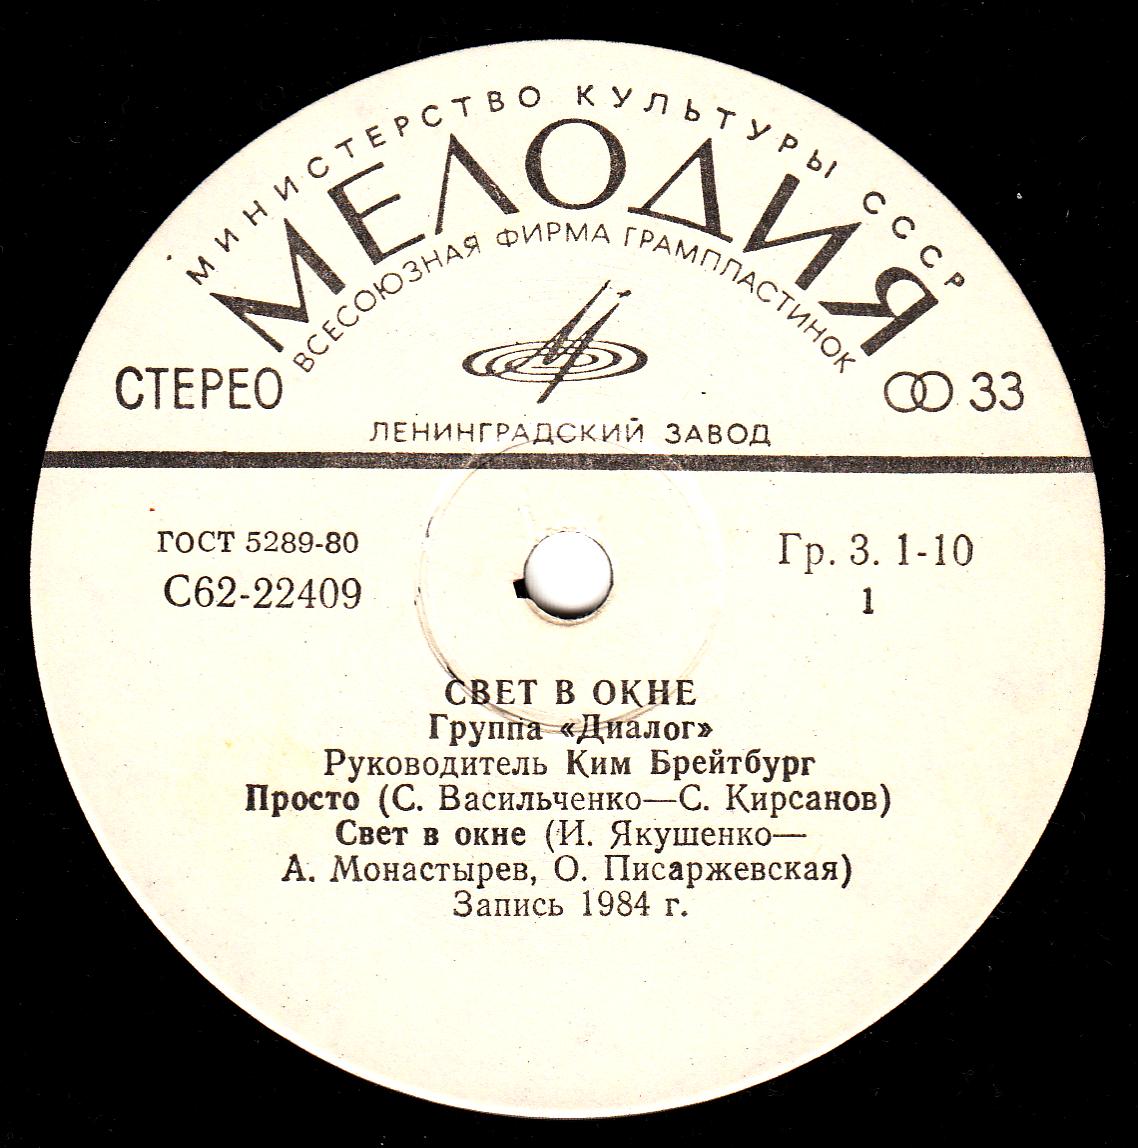 МИНИСТЕРСТВО КУЛЬТУРЫ СССР
МЕЛОДИЯ
ВСЕСОЮЗНАЯ ФИРМА ГРАМПЛАСТИНОК
СТЕРЕО
33
ЛЕНИНГРАДСКИЙ ЗАВОД
ГОСТ 5289-80
Гр. 3. 1-10
С62-22409
1
СВЕТ В ОКНЕ
Группа «Диалог»
Руководитель Ким Брейтбург
Просто (С. Васильченко—С. Кирсанов)
Свет в окне (И. Якушенко—
А. Монастырев, О. Писаржевская)
Запись 1984 г.